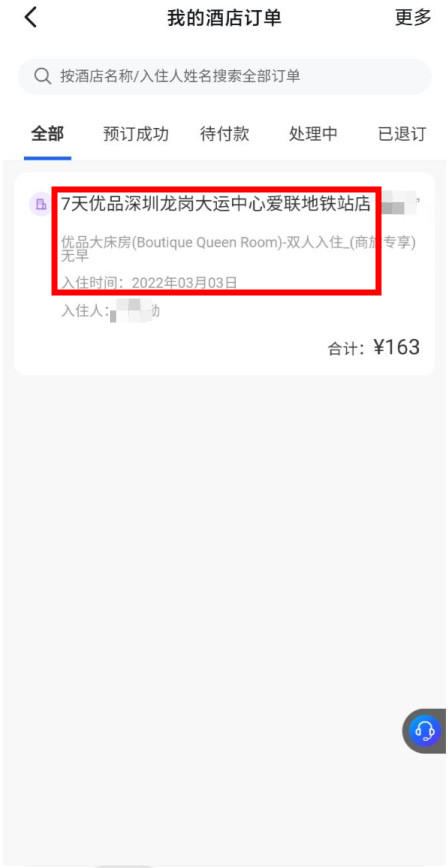 我的酒店订单
更多
按酒店名称/入住人姓名搜索全部订单
全部 预订成功 待付款 处理中 已退订
7天优品深圳龙岗大运中心爱联地铁站店
优品大床房(Boutique Queen Room)-双人入住_(商旅专享)
无早
入住时间：2022年03月03日
入住人：
合计：¥163